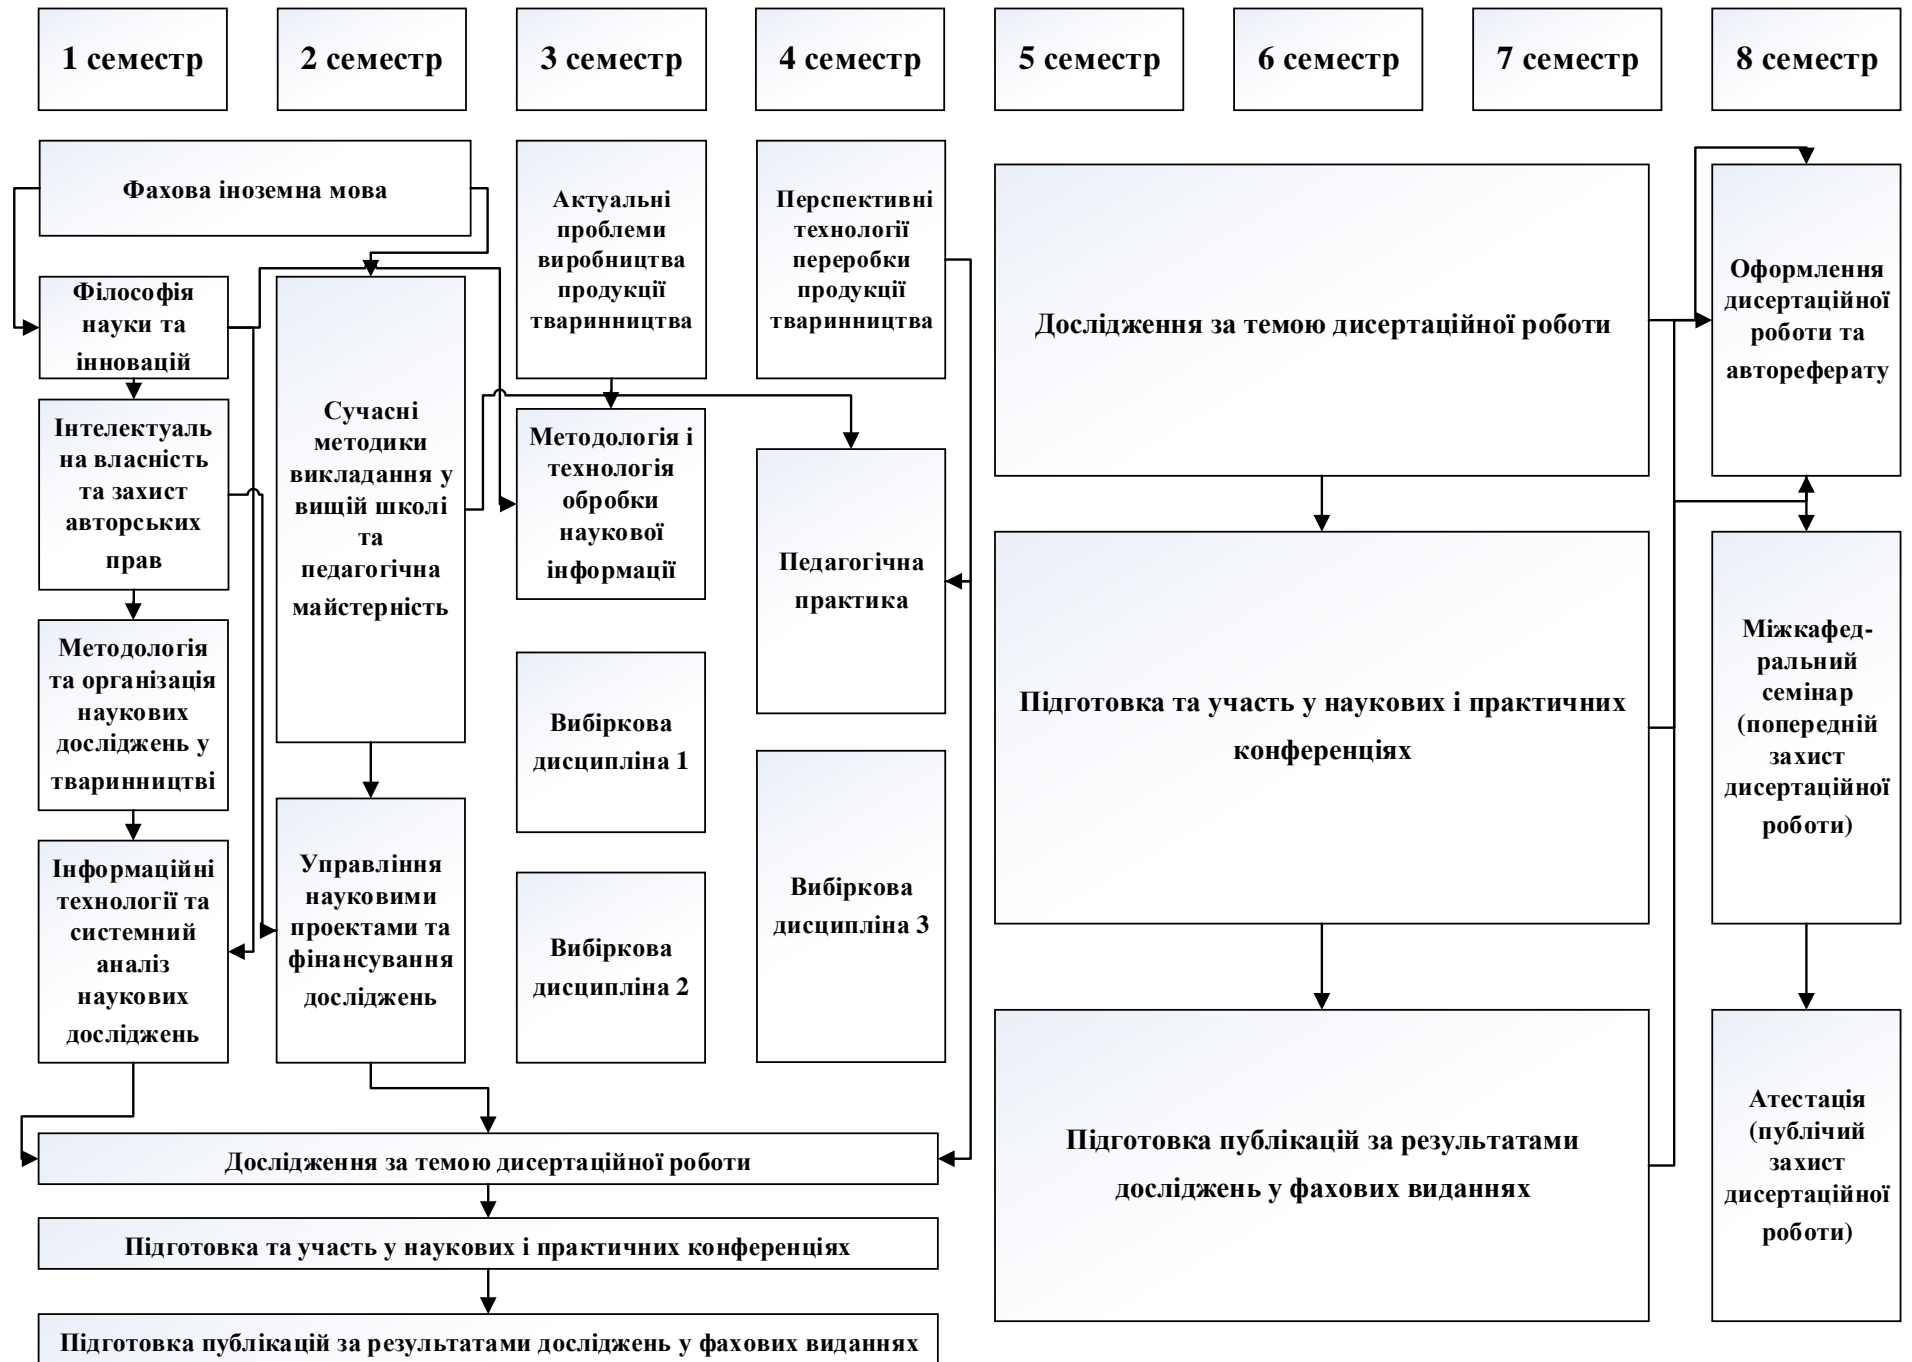 1 семестр
2 семестр
3 семестр
4 семестр
5 семестр
6 семестр
7 семестр
8 семестр
Фахова іноземна мова
Філософія
науки та
інновацій
Інтелектуаль
на власність
та захист
авторських
прав
Методологія
та організація
наукових
досліджень у
тваринництві
Інформаційні
технології та
системний
аналіз
наукових
досліджень
Сучасні
методики
викладання у
вищій школі
та
педагогічна
майстерність
Управління
науковими
проектами та
фінансування
досліджень
Актуальні
проблеми
виробництва
продукції
тваринництва
Методологія і
технологія
обробки
наукової
інформації
Вибіркова
дисципліна 1
Вибіркова
дисципліна 2
Перспективні
технології
переробки
продукції
тваринництва
Педагогічна
практика
Вибіркова
дисципліна 3
Дослідження за темою дисертаційної роботи
Підготовка та участь у наукових і практичних конференціях
Підготовка публікацій за результатами досліджень у фахових виданнях
Дослідження за темою дисертаційної роботи
Підготовка та участь у наукових і практичних
конференціях
Підготовка публікацій за результатами
досліджень у фахових виданнях
Оформлення
дисертаційної
роботи та
автореферату
Міжкафед-
ральний
семінар
(попередній
захист
дисертаційної
роботи)
Атестація
(публічий
захист
дисертаційної
роботи)